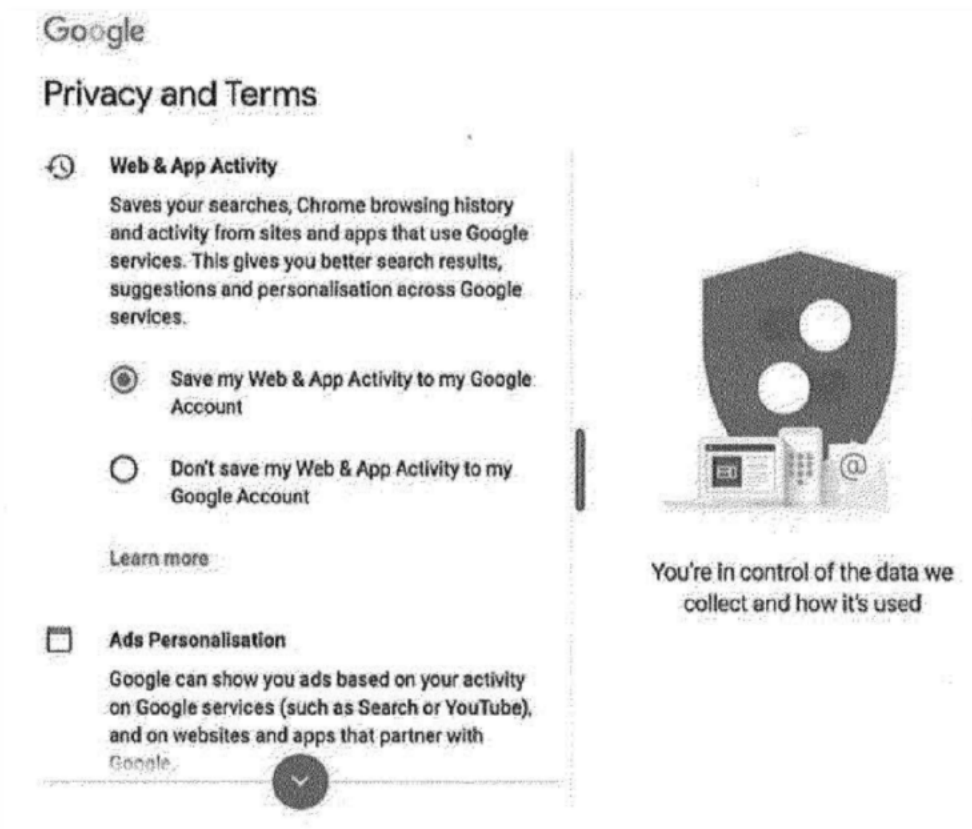 Google
Privacy and Terms
Web & App Activity
Saves your searches, Chrome browsing history
and activity from sites and apps that use Google
services. This gives you better search results,
suggestions and personalisation across Google
services.
Save my Web & App Activity to my Google
Account
Don't save my Web & App Activity to my
Google Account
Learn more
Ads Personalisation
Google can show you ads based on your activity
on Google services (such as Search or YouTube),
and on websites and apps that partner with
Google.
@
You're in control of the data we
collect and how it's used